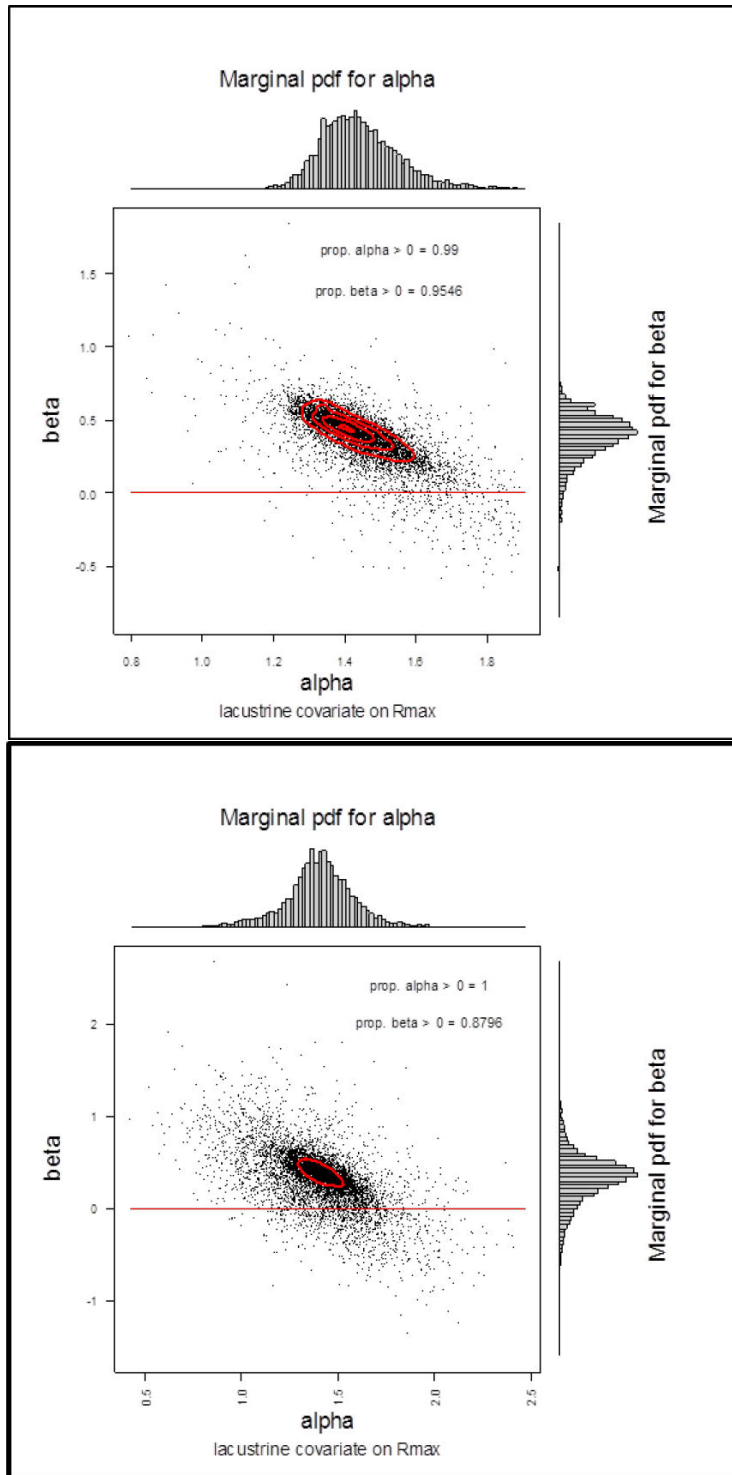 Marginal pdf for alpha
prop. alpha > 0 = 0.99
prop. beta > 0 = 0.9546
beta
1.5
1.0
0.5
0.0
-0.5
Marginal pdf for beta
0.8 1.0 1.2 1.4 1.6 1.8
alpha
lacustrine covariate on Rmax
Marginal pdf for alpha
prop. alpha > 0 = 1
prop. beta > 0 = 0.8796
beta
2
1
0
-1
Marginal pdf for beta
0.5 1.0 1.5 2.0 2.5
alpha
lacustrine covariate on Rmax